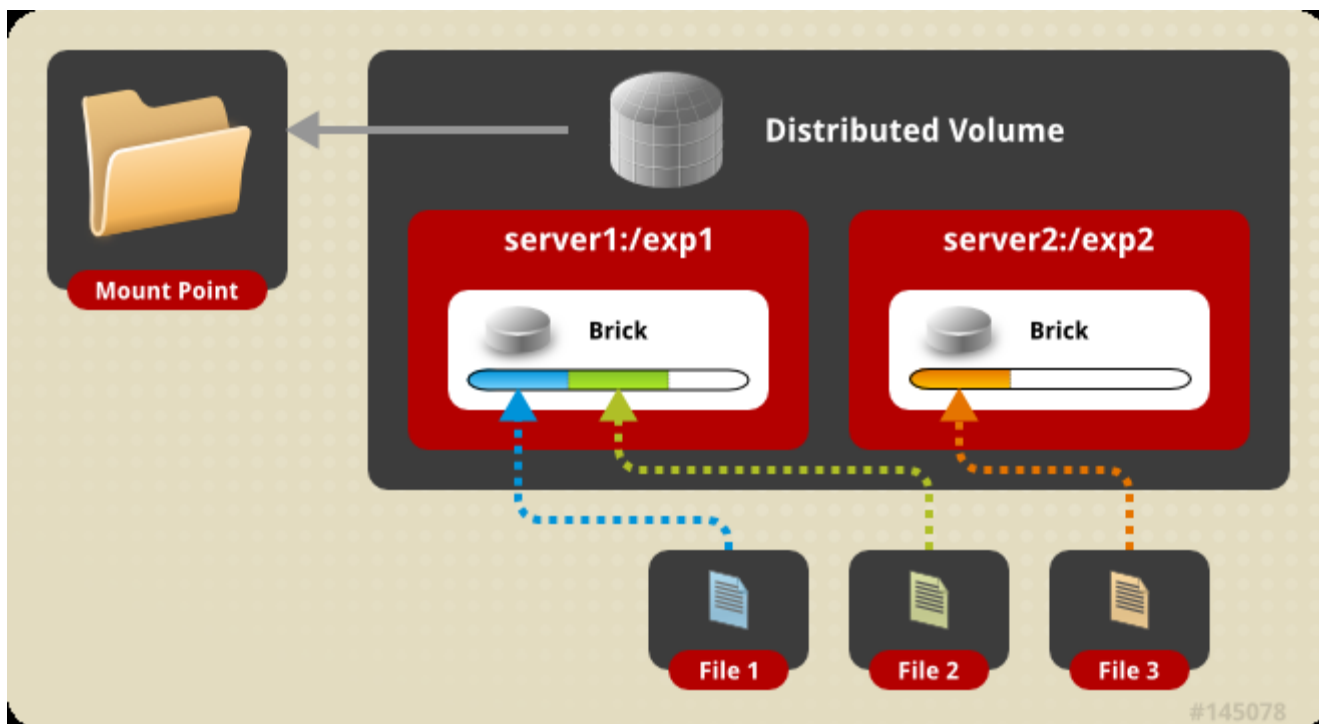 Distributed Volume
server1:/exp1
server2:/exp2
Mount Point
Brick
Brick
File 1
File 2
File 3
#145078